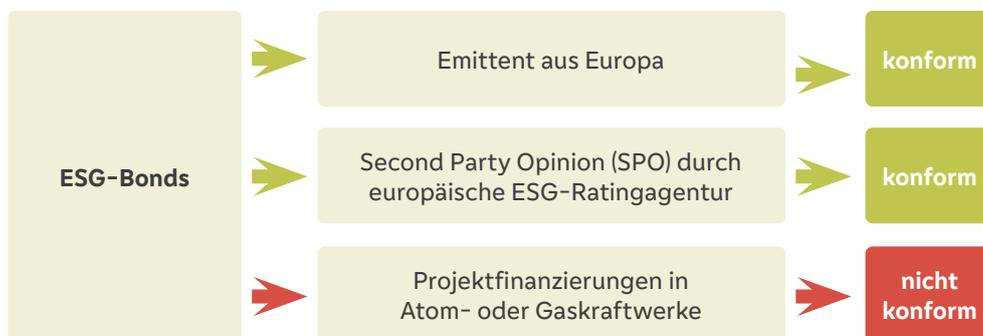 Emittent aus Europa
konform
ESG-Bonds
Second Party Opinion (SPO) durch
europäische ESG-Ratingagentur
konform
Projektfinanzierungen in
Atom- oder Gaskraftwerke
nicht
konform